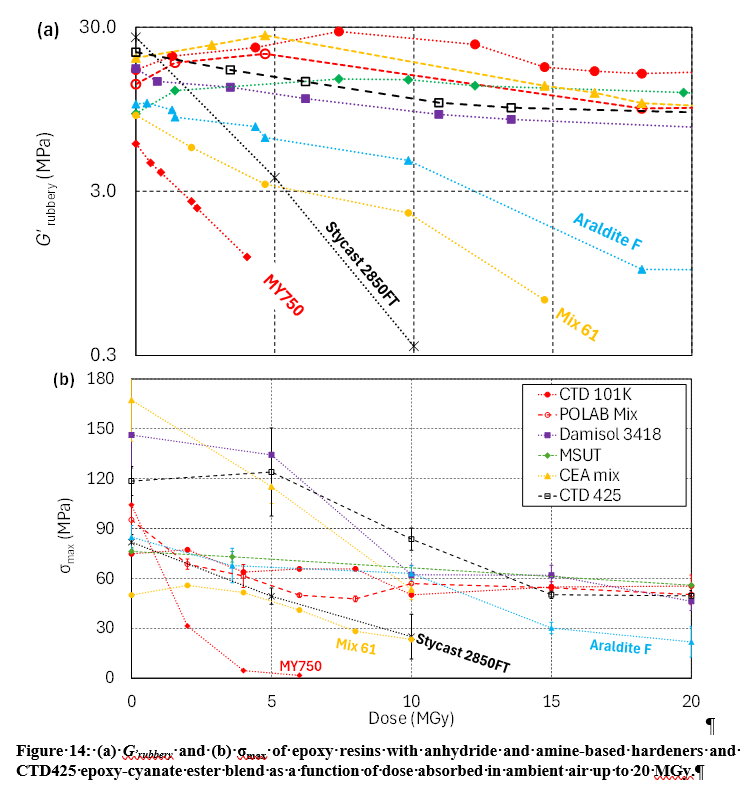 (a)
30.0
3.0
0.3
G' rubbery (MPa)
Araldite F
Stycast 2850FT
MY750
Mix 61
(b)
180
150
120
90
60
30
0
σmax (MPa)
CTD 101K
POLAB Mix
Damisol 3418
MSUT
CEA mix
CTD 425
Mix 61
Stycast 2850FT
MY750
Araldite F
0 5 10 15 20
Dose (MGy)
¶
Figure·14:·(a)·G'rubbery·and·(b)·σmax·of·epoxy·resins·with·anhydride·and·amine-based·hardeners·and·
CTD425·epoxy-cyanate·ester·blend·as·a·function·of·dose·absorbed·in·ambient·air·up·to·20·MGy.¶